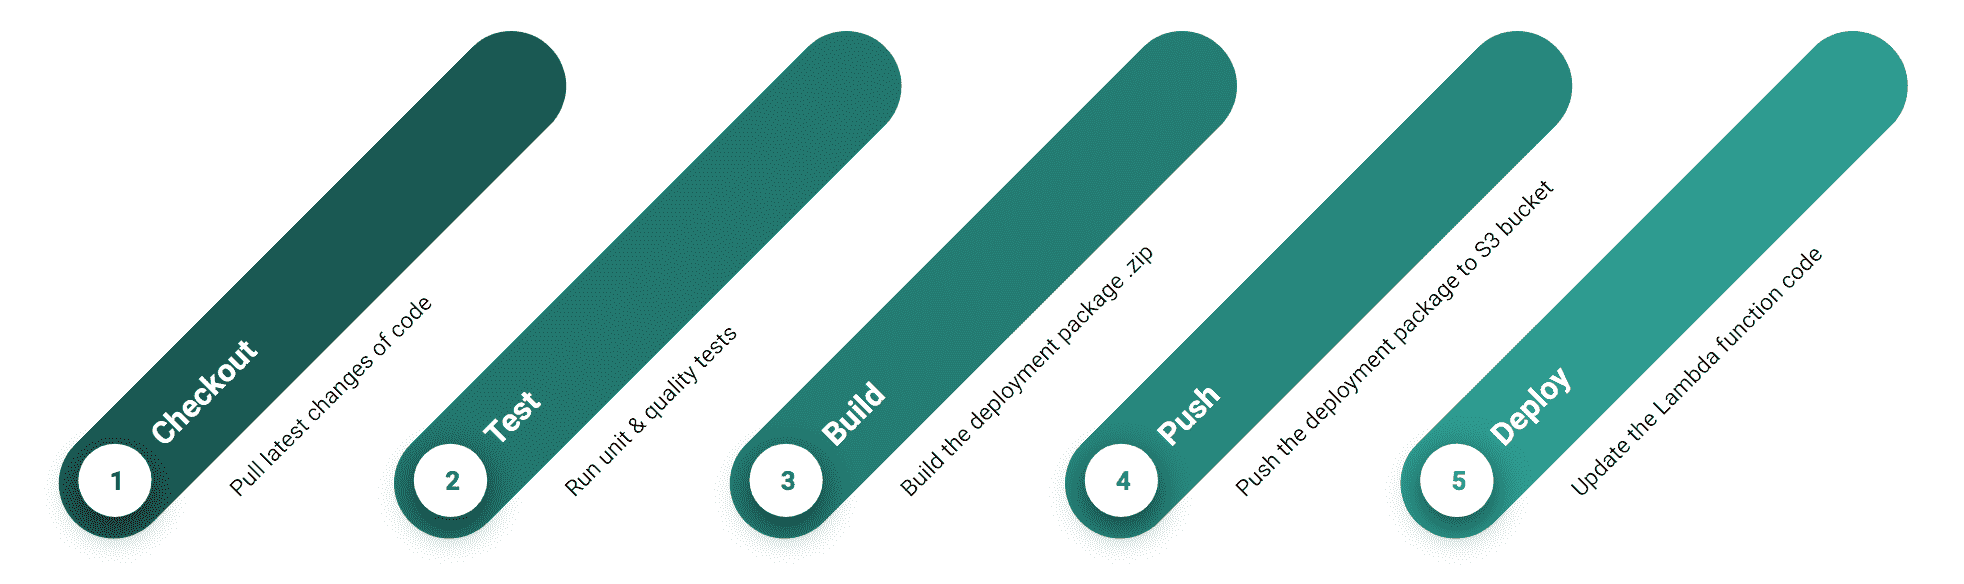 1
Checkout
Pull latest changes of code
2
Test
Run unit & quality tests
3
Build
Build the deployment package .zip
4
Push
Push the deployment package to S3 bucket
5
Deploy
Update the Lambda function code